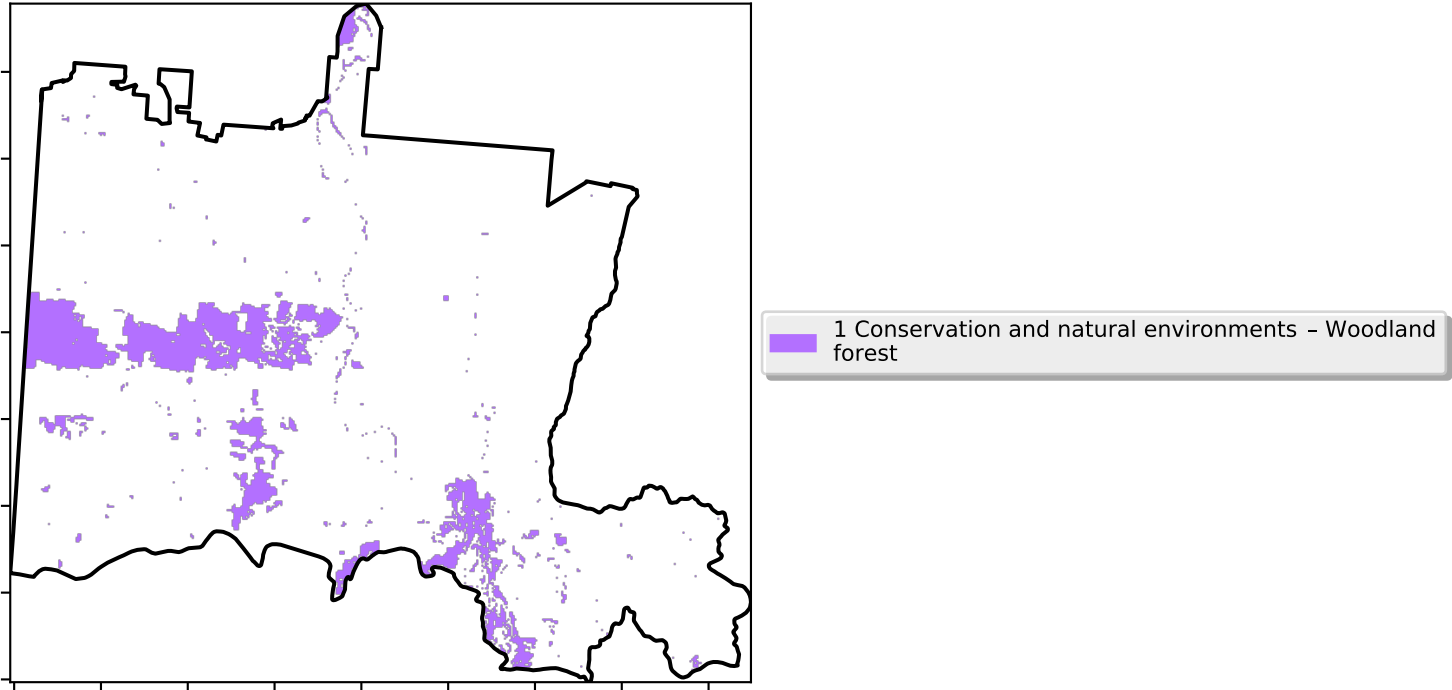 1 Conservation and natural environments – Woodland
forest